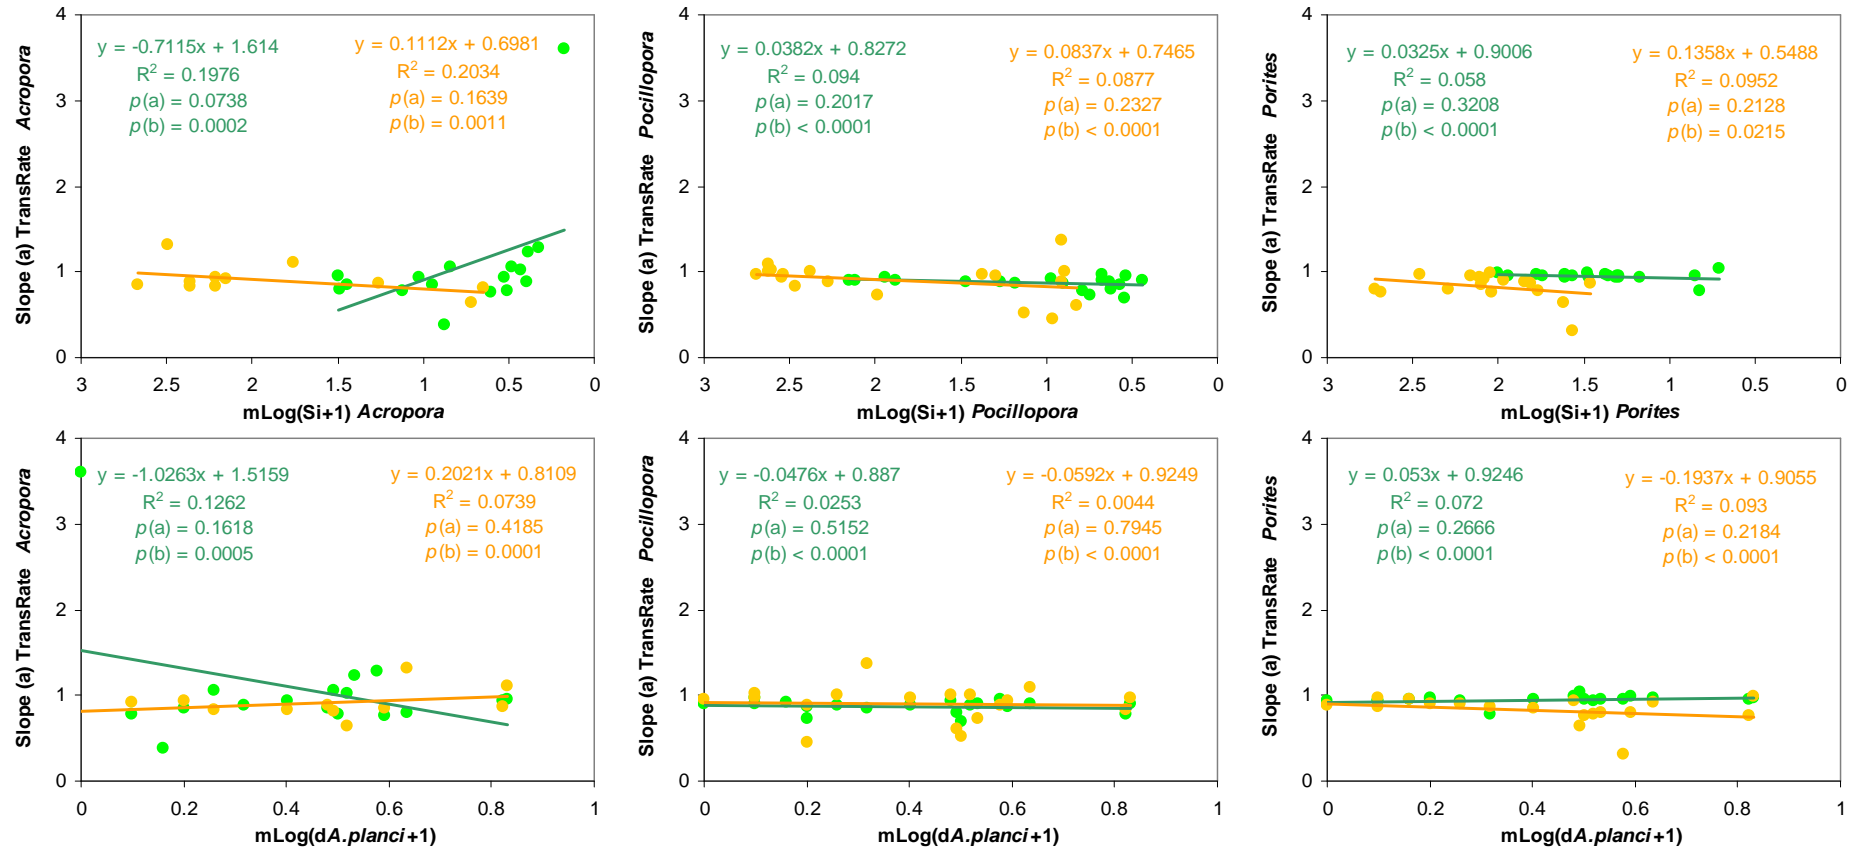 4
3
2
1
0
Slope (a) TransRate Acropora
y = -0.7115x + 1.614
R² = 0.1976
p(a) = 0.0738
p(b) = 0.0002
y = 0.1112x + 0.6981
R² = 0.2034
p(a) = 0.1639
p(b) = 0.0011
3 2.5 2 1.5 1 0.5 0
mLog(Si+1) Acropora
4
3
2
1
0
Slope (a) TransRate Pocillopora
y = 0.0382x + 0.8272
R² = 0.094
p(a) = 0.2017
p(b) < 0.0001
y = 0.0837x + 0.7465
R² = 0.0877
p(a) = 0.2327
p(b) < 0.0001
3 2.5 2 1.5 1 0.5 0
mLog(Si+1) Pocillopora
4
3
2
1
0
Slope (a) TransRate Porites
y = 0.0325x + 0.9006
R² = 0.058
p(a) = 0.3208
p(b) < 0.0001
y = 0.1358x + 0.5488
R² = 0.0952
p(a) = 0.2128
p(b) = 0.0215
3 2.5 2 1.5 1 0.5 0
mLog(Si+1) Porites
4
3
2
1
0
Slope (a) TransRate Acropora
y = -1.0263x + 1.5159
R² = 0.1262
p(a) = 0.1618
p(b) = 0.0005
y = 0.2021x + 0.8109
R² = 0.0739
p(a) = 0.4185
p(b) = 0.0001
0 0.2 0.4 0.6 0.8 1
mLog(dA.planci+1)
4
3
2
1
0
Slope (a) TransRate Pocillopora
y = -0.0476x + 0.887
R² = 0.0253
p(a) = 0.5152
p(b) < 0.0001
y = -0.0592x + 0.9249
R² = 0.0044
p(a) = 0.7945
p(b) < 0.0001
0 0.2 0.4 0.6 0.8 1
mLog(dA.planci+1)
4
3
2
1
0
Slope (a) TransRate Porites
y = 0.053x + 0.9246
R² = 0.072
p(a) = 0.2666
p(b) < 0.0001
y = -0.1937x + 0.9055
R² = 0.093
p(a) = 0.2184
p(b) < 0.0001
0 0.2 0.4 0.6 0.8 1
mLog(dA.planci+1)